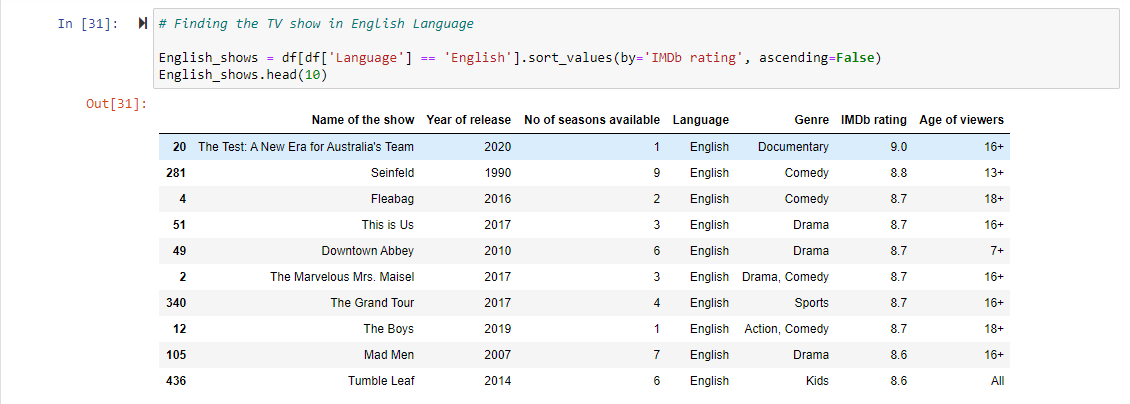 In [31]: # Finding the TV show in English Language
English_shows = df[df['Language'] == 'English'].sort_values(by='IMDb rating', ascending=False)
English_shows.head(10)
Out[31]:
Name of the show Year of release No of seasons available Language Genre IMDb rating Age of viewers
20 The Test: A New Era for Australia's Team 2020 1 English Documentary 9.0 16+
281 Seinfeld 1990 9 English Comedy 8.8 13+
4 Fleabag 2016 2 English Comedy 8.7 18+
51 This is Us 2017 3 English Drama 8.7 16+
49 Downtown Abbey 2010 6 English Drama 8.7 7+
2 The Marvelous Mrs. Maisel 2017 3 English Drama, Comedy 8.7 16+
340 The Grand Tour 2017 4 English Sports 8.7 16+
12 The Boys 2019 1 English Action, Comedy 8.7 18+
105 Mad Men 2007 7 English Drama 8.6 16+
436 Tumble Leaf 2014 6 English Kids 8.6 All